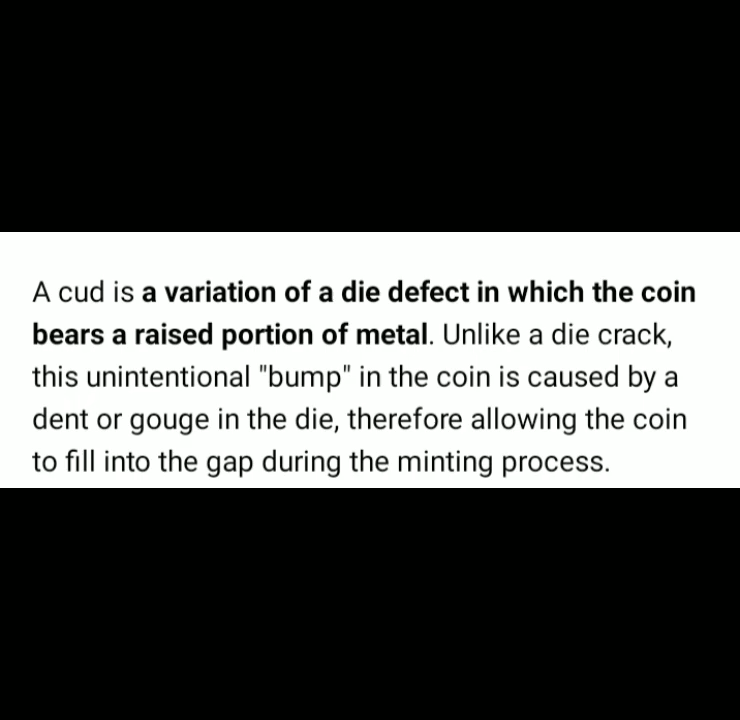 A cud is a variation of a die defect in which the coin
bears a raised portion of metal. Unlike a die crack,
this unintentional "bump" in the coin is caused by a
dent or gouge in the die, therefore allowing the coin
to fill into the gap during the minting process.